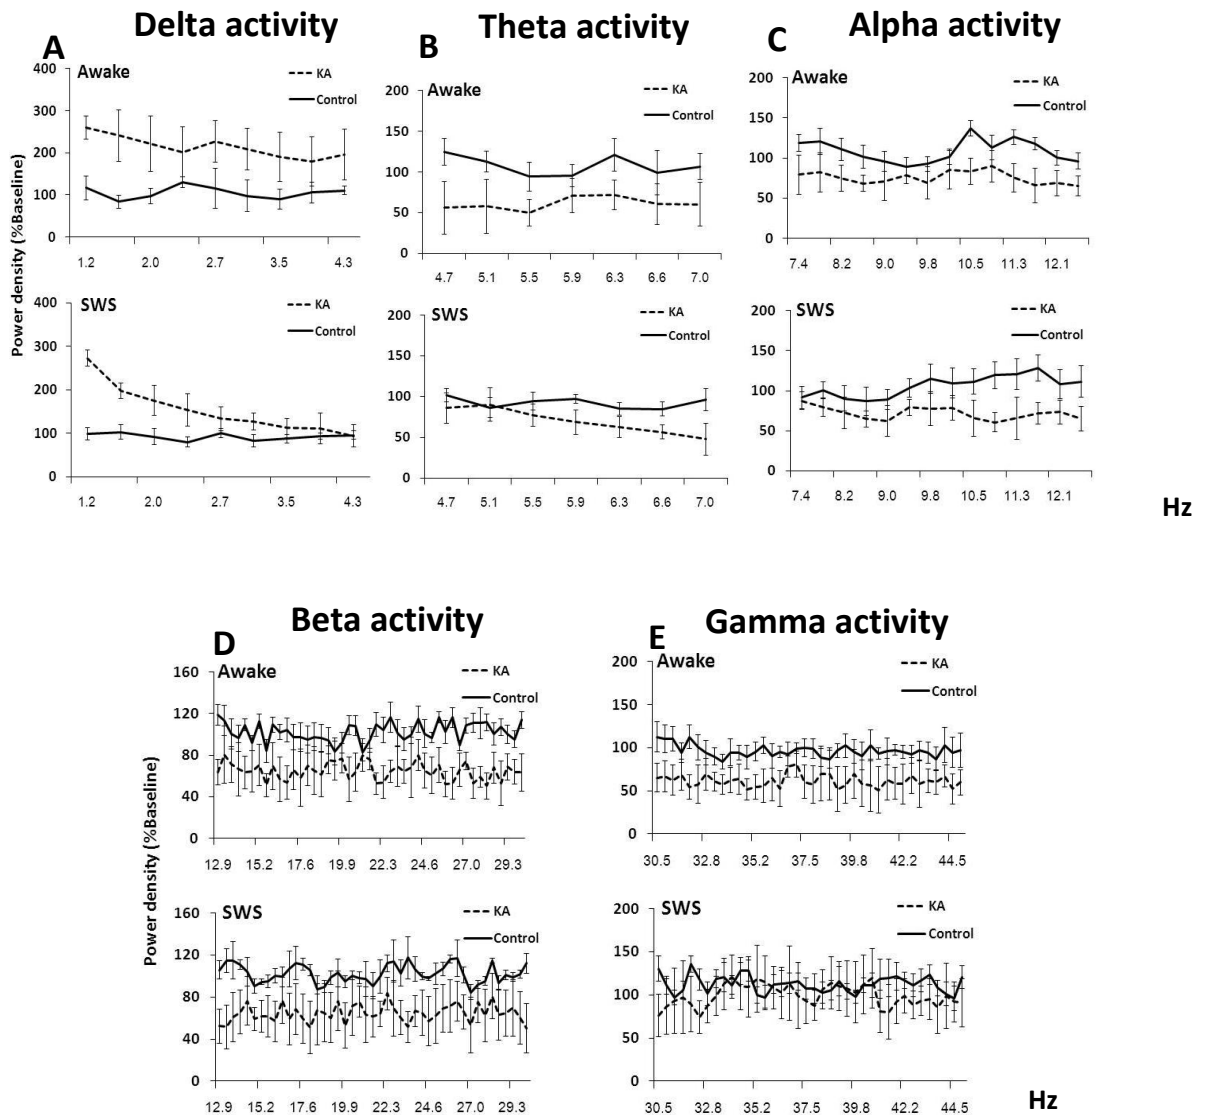 Delta activity
Theta activity
Alpha activity
A
B
C
Power density (%Baseline)
Awake
KA
Control
400
300
200
100
0
1.2 2.0 2.7 3.5 4.3
Awake
KA
Control
200
150
100
50
0
4.7 5.1 5.5 5.9 6.3 6.6 7.0
Awake
KA
Control
200
150
100
50
0
7.4 8.2 9.0 9.8 10.5 11.3 12.1
SWS
KA
Control
400
300
200
100
0
1.2 2.0 2.7 3.5 4.3
SWS
KA
Control
200
150
100
50
0
4.7 5.1 5.5 5.9 6.3 6.6 7.0
SWS
KA
Control
200
150
100
50
0
7.4 8.2 9.0 9.8 10.5 11.3 12.1
Hz
Beta activity
Gamma activity
D
E
Power density (%Baseline)
Awake
KA
Control
160
120
80
40
0
12.9 15.2 17.6 19.9 22.3 24.6 27.0 29.3
Awake
KA
Control
200
150
100
50
0
30.5 32.8 35.2 37.5 39.8 42.2 44.5
SWS
KA
Control
160
120
80
40
0
12.9 15.2 17.6 19.9 22.3 24.6 27.0 29.3
SWS
KA
Control
200
150
100
50
0
30.5 32.8 35.2 37.5 39.8 42.2 44.5
Hz